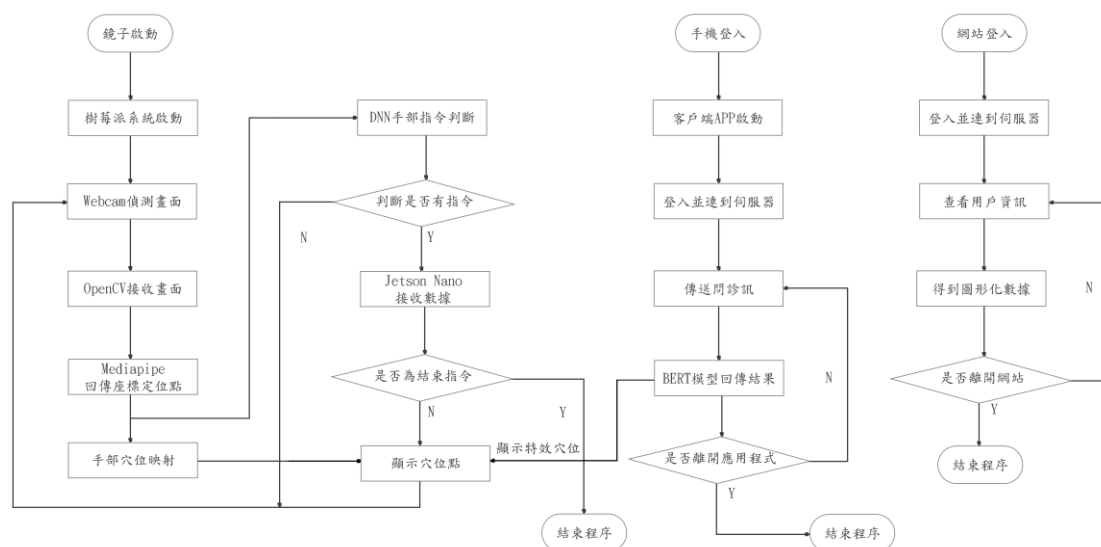 鏡子啟動
樹莓派系統啟動
Webcam偵測畫面
OpenCV接收畫面
Mediapipe
回傳座標定位點
手部穴位映射
DNN手部指令判斷
判斷是否有指令
N
Y
Jetson Nano
接收數據
是否為結束指令
N
Y
顯示穴位點
結束程序
手機登入
客戶端APP啟動
登入並連到伺服器
傳送問診訊
BERT模型回傳結果
顯示特效穴位
N
是否離開應用程式
Y
結束程序
網站登入
登入並連到伺服器
查看用戶資訊
得到圖形化數據
N
是否離開網站
Y
結束程序